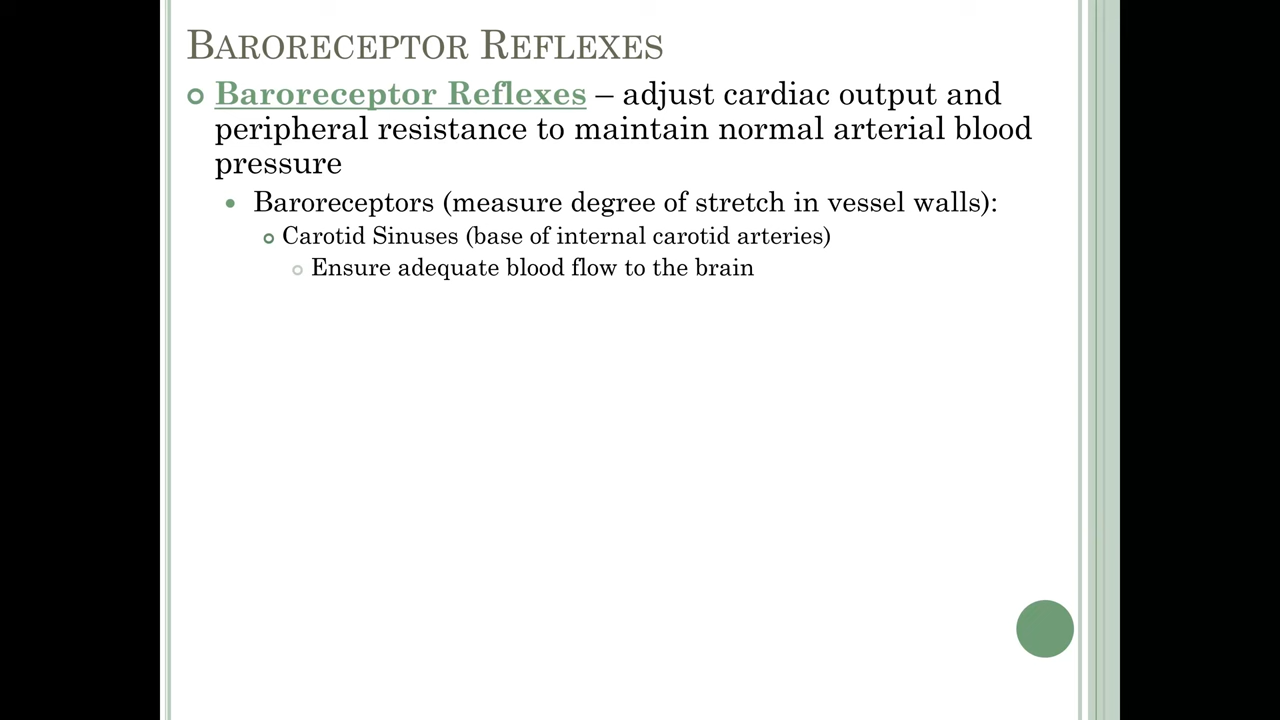 BARORECEPTOR REFLEXES
Baroreceptor Reflexes – adjust cardiac output and
peripheral resistance to maintain normal arterial blood
pressure
Baroreceptors (measure degree of stretch in vessel walls):
Carotid Sinuses (base of internal carotid arteries)
Ensure adequate blood flow to the brain